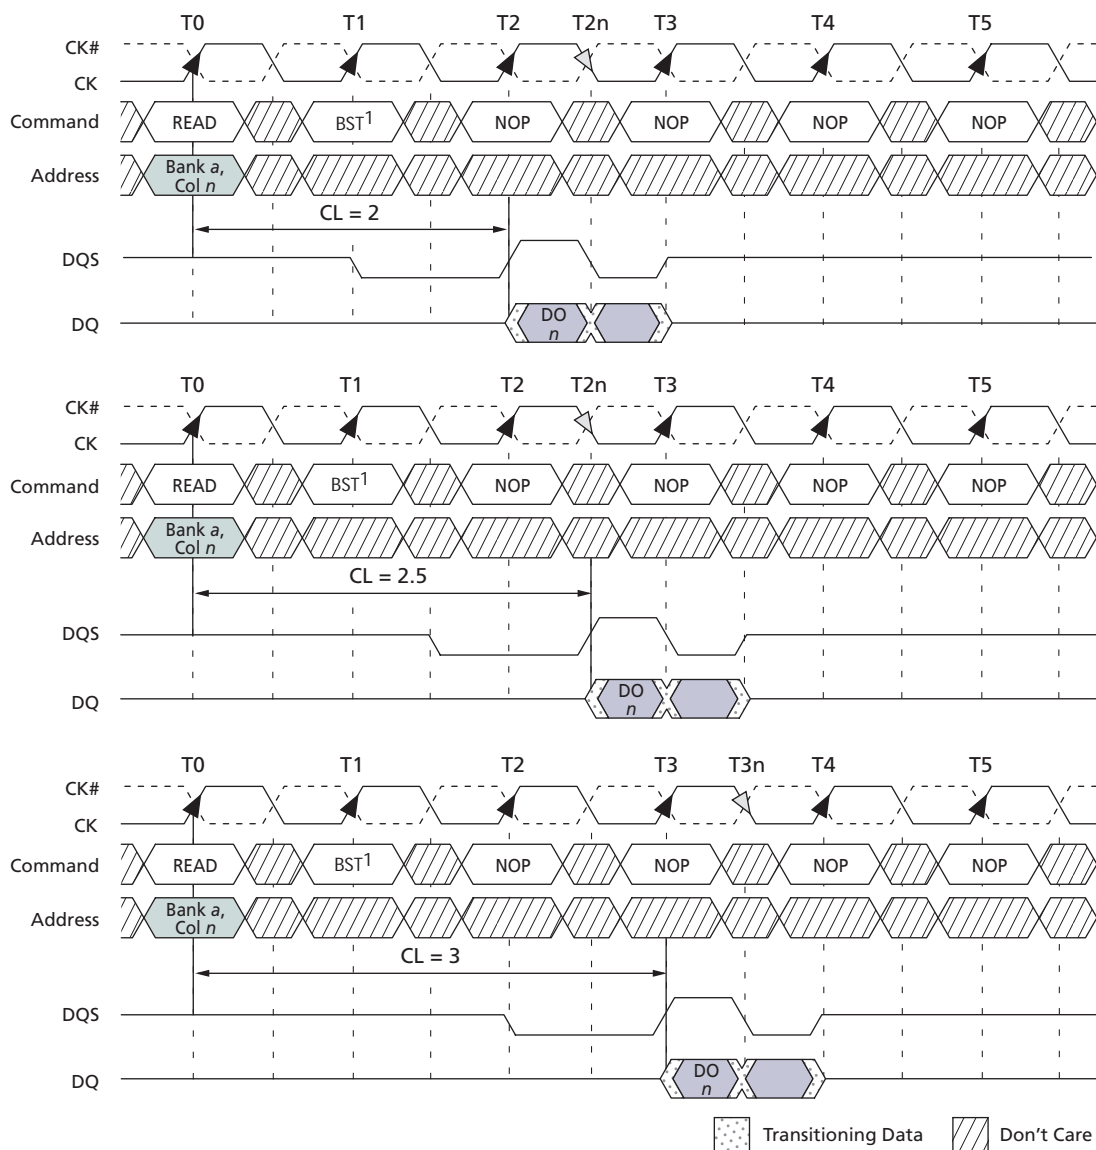 T0 T1 T2 T2n T3 T4 T5
CK#
CK
Command READ BST1 NOP NOP NOP NOP
Address Bank a,
Col n
CL = 2
DQS
DQ DO
n
T0 T1 T2 T2n T3 T4 T5
CK#
CK
Command READ BST1 NOP NOP NOP NOP
Address Bank a,
Col n
CL = 2.5
DQS
DQ DO
n
T0 T1 T2 T3 T3n T4 T5
CK#
CK
Command READ BST1 NOP NOP NOP NOP
Address Bank a,
Col n
CL = 3
DQS
DQ DO
n
Transitioning Data Don't Care